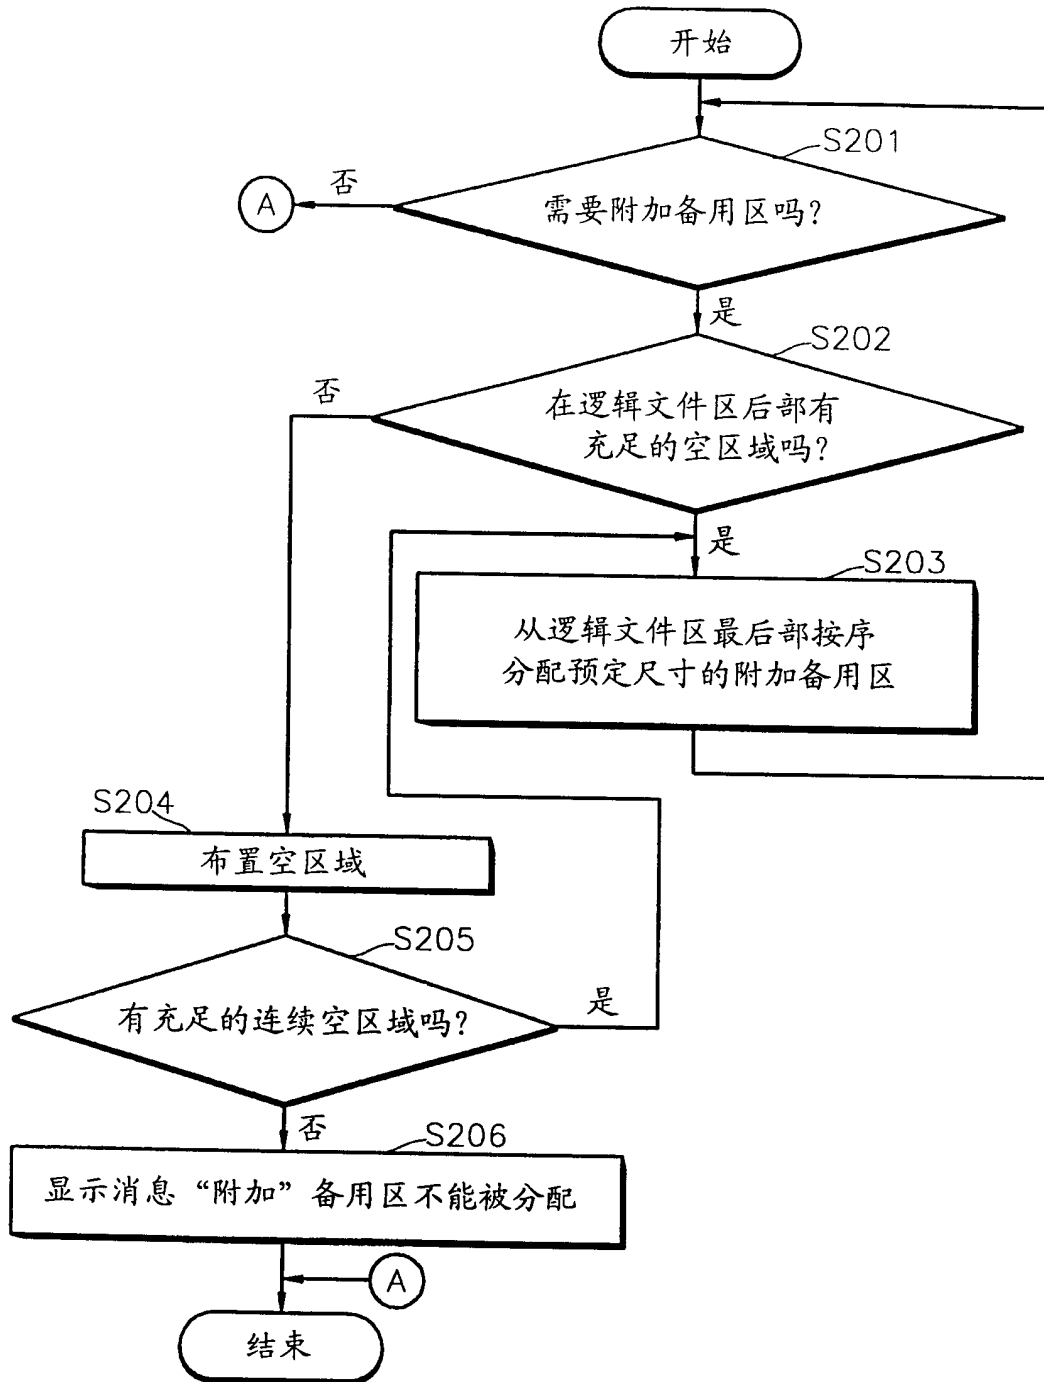 开始
S201
否
A
需要附加备用区吗?
是
S202
否
在逻辑文件区后部有
充足的空区域吗?
是
S203
从逻辑文件区最后部按序
分配预定尺寸的附加备用区
S204
布置空区域
S205
有充足的连续空区域吗?
是
否
S206
显示消息“附加”备用区不能被分配
A
结束